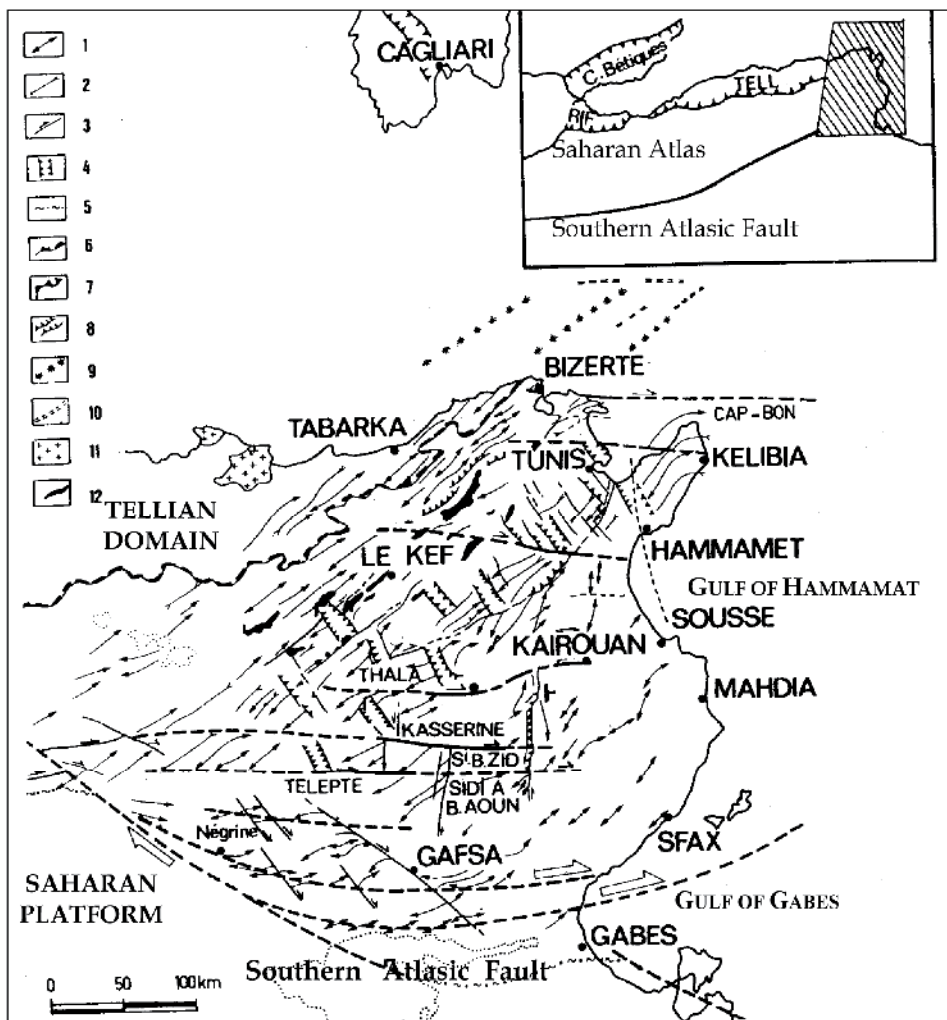 1
2
3
4
5
6
7
8
9
10
11
12
CAGLIARI
C. Bétiques
TELL
RIF
Saharan Atlas
Southern Atlasic Fault
BIZERTE
CAP-BON
TABARKA
TUNIS
KELIBIA
TELLIAN
DOMAIN
LE KEF
HAMMAMET
GULF OF HAMMAMAT
SOUSSE
KAIROUAN
THALA
MAHDIA
KASSERINE
SI.B.ZID
TELEPTE
SIDI A
B. AOUN
Négrine
SFAX
GAFSA
SAHARAN
PLATFORM
GULF OF GABES
GABES
Southern Atlasic Fault
0 50 100 km